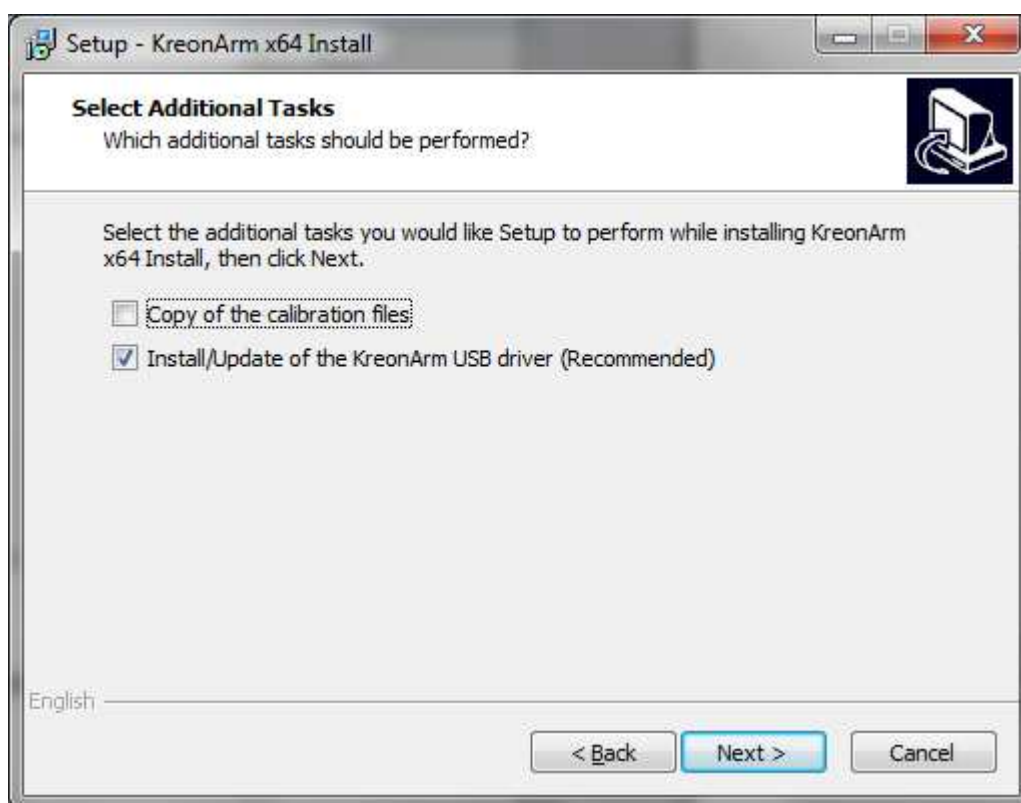 Setup - KreonArm x64 Install
Select Additional Tasks
Which additional tasks should be performed?
Select the additional tasks you would like Setup to perform while installing KreonArm
x64 Install, then click Next.
Copy of the calibration files
Install/Update of the KreonArm USB driver (Recommended)
English
< Back
Next >
Cancel